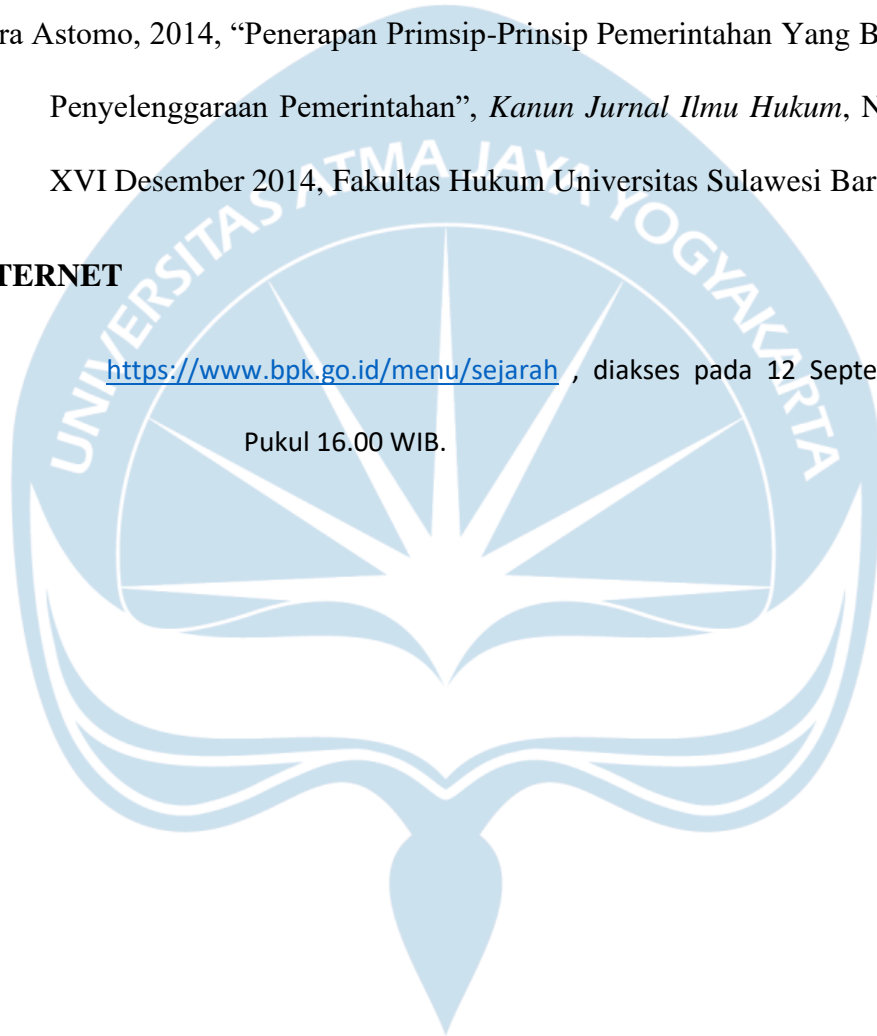 ra Astomo, 2014, “Penerapan Primsip-Prinsip Pemerintahan Yang B
Penyelenggaraan Pemerintahan”, Kanun Jurnal Ilmu Hukum, N
XVI Desember 2014, Fakultas Hukum Universitas Sulawesi Bar
TERNET
https://www.bpk.go.id/menu/sejarah , diakses pada 12 Septe
Pukul 16.00 WIB.
UNIVERSITAS ATMA JAYA YOGYAKARTA